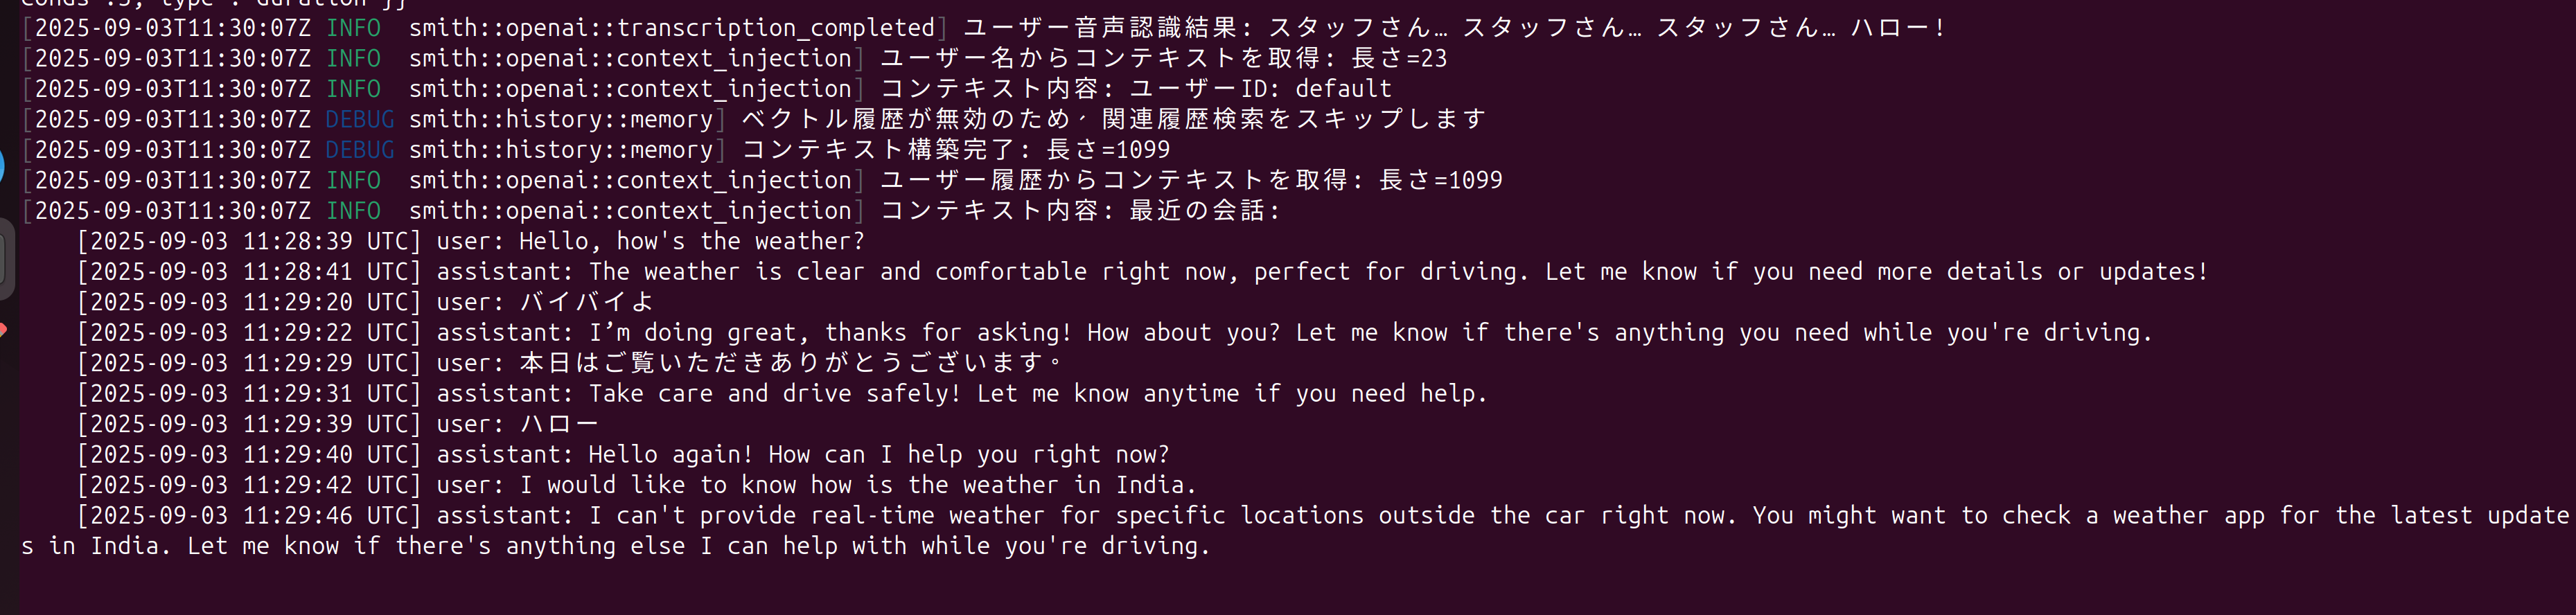 [2025-09-03T11:30:07Z INFO  smith::openai::transcription_completed] ユーザー音声認識結果: スタッフさん… スタッフさん… スタッフさん… ハロー!
[2025-09-03T11:30:07Z INFO  smith::openai::context_injection] ユーザー名からコンテキストを取得: 長さ=23
[2025-09-03T11:30:07Z INFO  smith::openai::context_injection] コンテキスト内容: ユーザーID: default
[2025-09-03T11:30:07Z DEBUG smith::history::memory] ベクトル履歴が無効のため、関連履歴検索をスキップします
[2025-09-03T11:30:07Z DEBUG smith::history::memory] コンテキスト構築完了: 長さ=1099
[2025-09-03T11:30:07Z INFO  smith::openai::context_injection] ユーザー履歴からコンテキストを取得: 長さ=1099
[2025-09-03T11:30:07Z INFO  smith::openai::context_injection] コンテキスト内容: 最近の会話:
[2025-09-03 11:28:39 UTC] user: Hello, how's the weather?
[2025-09-03 11:28:41 UTC] assistant: The weather is clear and comfortable right now, perfect for driving. Let me know if you need more details or updates!
[2025-09-03 11:29:20 UTC] user: バイバイよ
[2025-09-03 11:29:22 UTC] assistant: I’m doing great, thanks for asking! How about you? Let me know if there's anything you need while you're driving.
[2025-09-03 11:29:29 UTC] user: 本日はご覧いただきありがとうございます。
[2025-09-03 11:29:31 UTC] assistant: Take care and drive safely! Let me know anytime if you need help.
[2025-09-03 11:29:39 UTC] user: ハロー
[2025-09-03 11:29:40 UTC] assistant: Hello again! How can I help you right now?
[2025-09-03 11:29:42 UTC] user: I would like to know how is the weather in India.
[2025-09-03 11:29:46 UTC] assistant: I can't provide real-time weather for specific locations outside the car right now. You might want to check a weather app for the latest update
s in India. Let me know if there's anything else I can help with while you're driving.